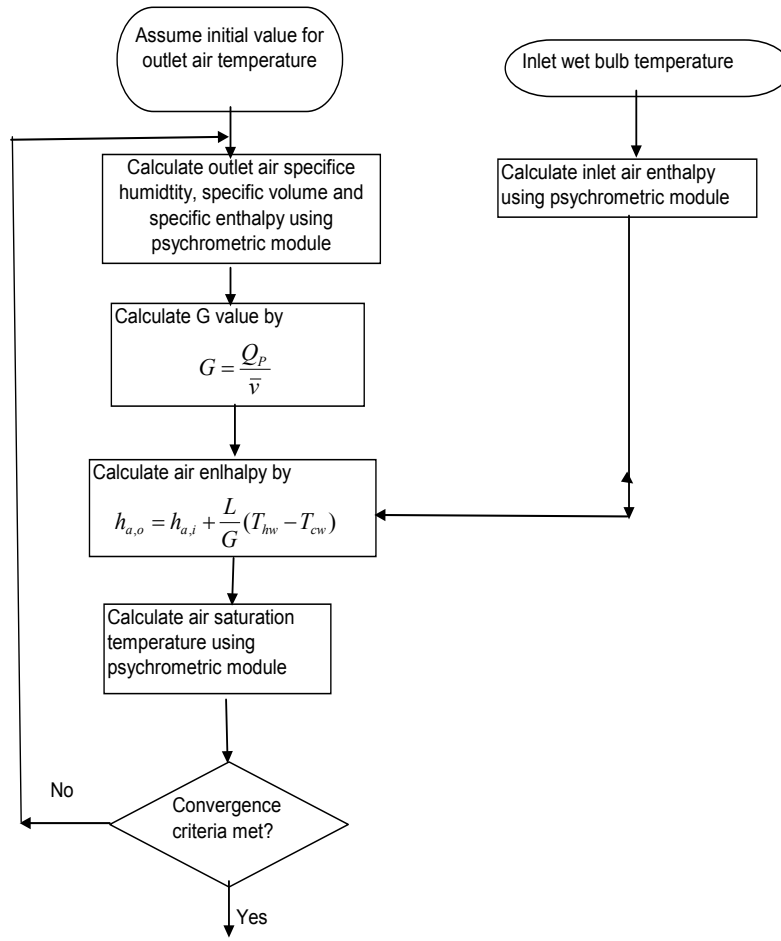 Assume initial value for
outlet air temperature
Inlet wet bulb temperature
Calculate outlet air specifice
humidtity, specific volume and
specific enthalpy using
psychrometric module
Calculate inlet air enthalpy
using psychrometric module
Calculate G value by
G = Q_P / v̅
Calculate air enlhalpy by
h_{a,o} = h_{a,i} + L/G (T_{hw} − T_{cw})
Calculate air saturation
temperature using
psychrometric module
No
Convergence
criteria met?
Yes